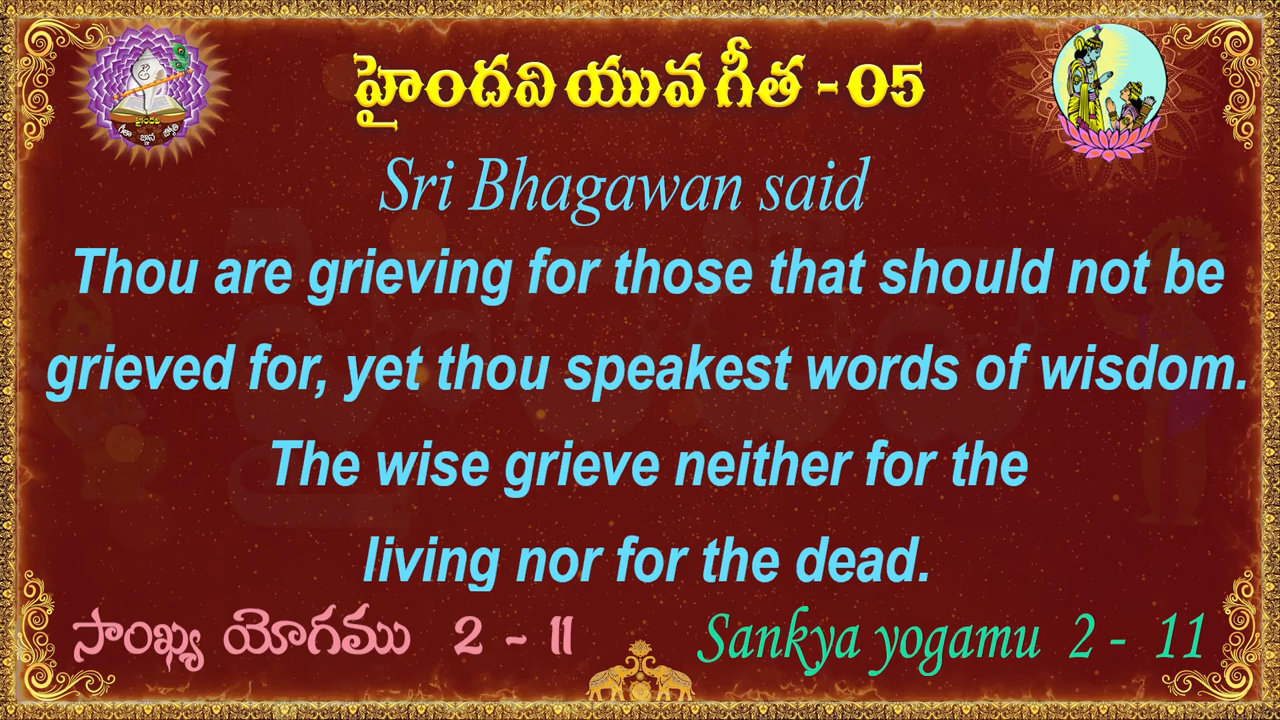 హైందవి యువ గీత - 05
Sri Bhagawan said
Thou are grieving for those that should not be
grieved for, yet thou speakest words of wisdom.
The wise grieve neither for the
living nor for the dead.
సాంఖ్య యోగము 2 - 11
Sankya yogamu 2 - 11